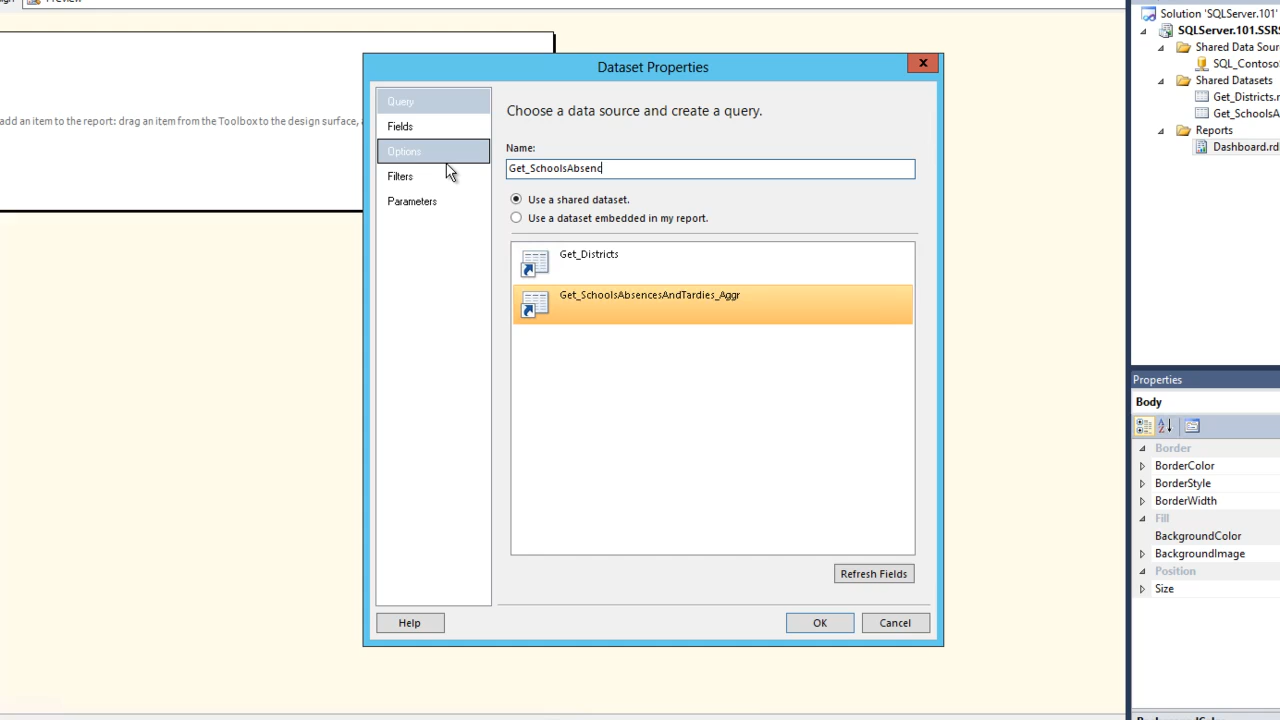 Preview
Solution 'SQLServer.101'
SQLServer.101.SSRS
Shared Data Sour
SQL_Contoso
Shared Datasets
Get_Districts.r
Get_SchoolsA
Reports
Dashboard.rdl
add an item to the report: drag an item from the Toolbox to the design surface, a
Dataset Properties
Query
Fields
Options
Filters
Parameters
Choose a data source and create a query.
Name:
Get_SchoolsAbsenc
Use a shared dataset.
Use a dataset embedded in my report.
Get_Districts
Get_SchoolsAbsencesAndTardies_Aggr
Refresh Fields
Help
OK
Cancel
Properties
Body
Border
BorderColor
BorderStyle
BorderWidth
Fill
BackgroundColor
BackgroundImage
Position
Size